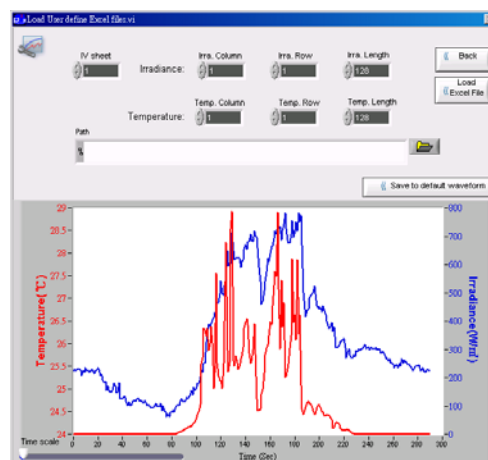 Load User define Excel files.vi
IV sheet
1
Irradiance:
Irra. Column
1
Irra. Row
1
Irra. Length
128
Back
Load
Excel File
Temperature:
Temp. Column
1
Temp. Row
1
Temp. Length
128
Path
Save to default waveform
Temperature(℃)
29
28.5
28
27.5
27
26.5
26
25.5
25
24.5
24
800
700
600
500
400
300
200
100
0
Irradiance(W/㎡)
0 20 40 60 80 100 120 140 160 180 200 220 240 260 280 290 300
Time (Sec)
Time scale